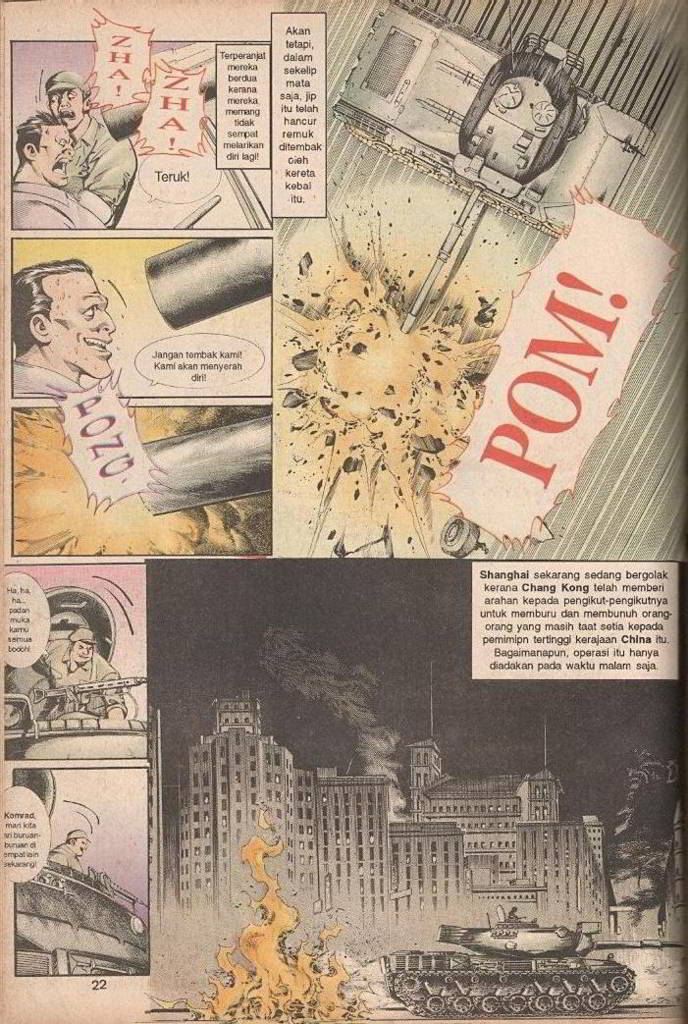 ZHA!
ZHA!
Terperanjat
mereka
berdua
kerana
mereka
memang
tidak
sempat
melarikan
diri lagi!
Teruk!
Akan
tetapi,
dalam
sekelip
mata
saja, jip
itu telah
hancur
remuk
ditembak
oleh
kereta
kebal
itu.
Jangan tembak kami!
Kami akan menyerah
diri!
POZQ
POM!
Ha, ha,
ha...
padan
muka
kamu
semua
bodoh!
Shanghai sekarang sedang bergolak
kerana Chang Kong telah memberi
arahan kepada pengikut-pengikutnya
untuk memburu dan membunuh orang-
orang yang masih taat setia kepada
pemimipn tertinggi kerajaan China itu.
Bagaimanapun, operasi itu hanya
diadakan pada waktu malam saja.
Komrad,
mari kita
ri buruan-
buruan di
empat lain
sekarang!
22